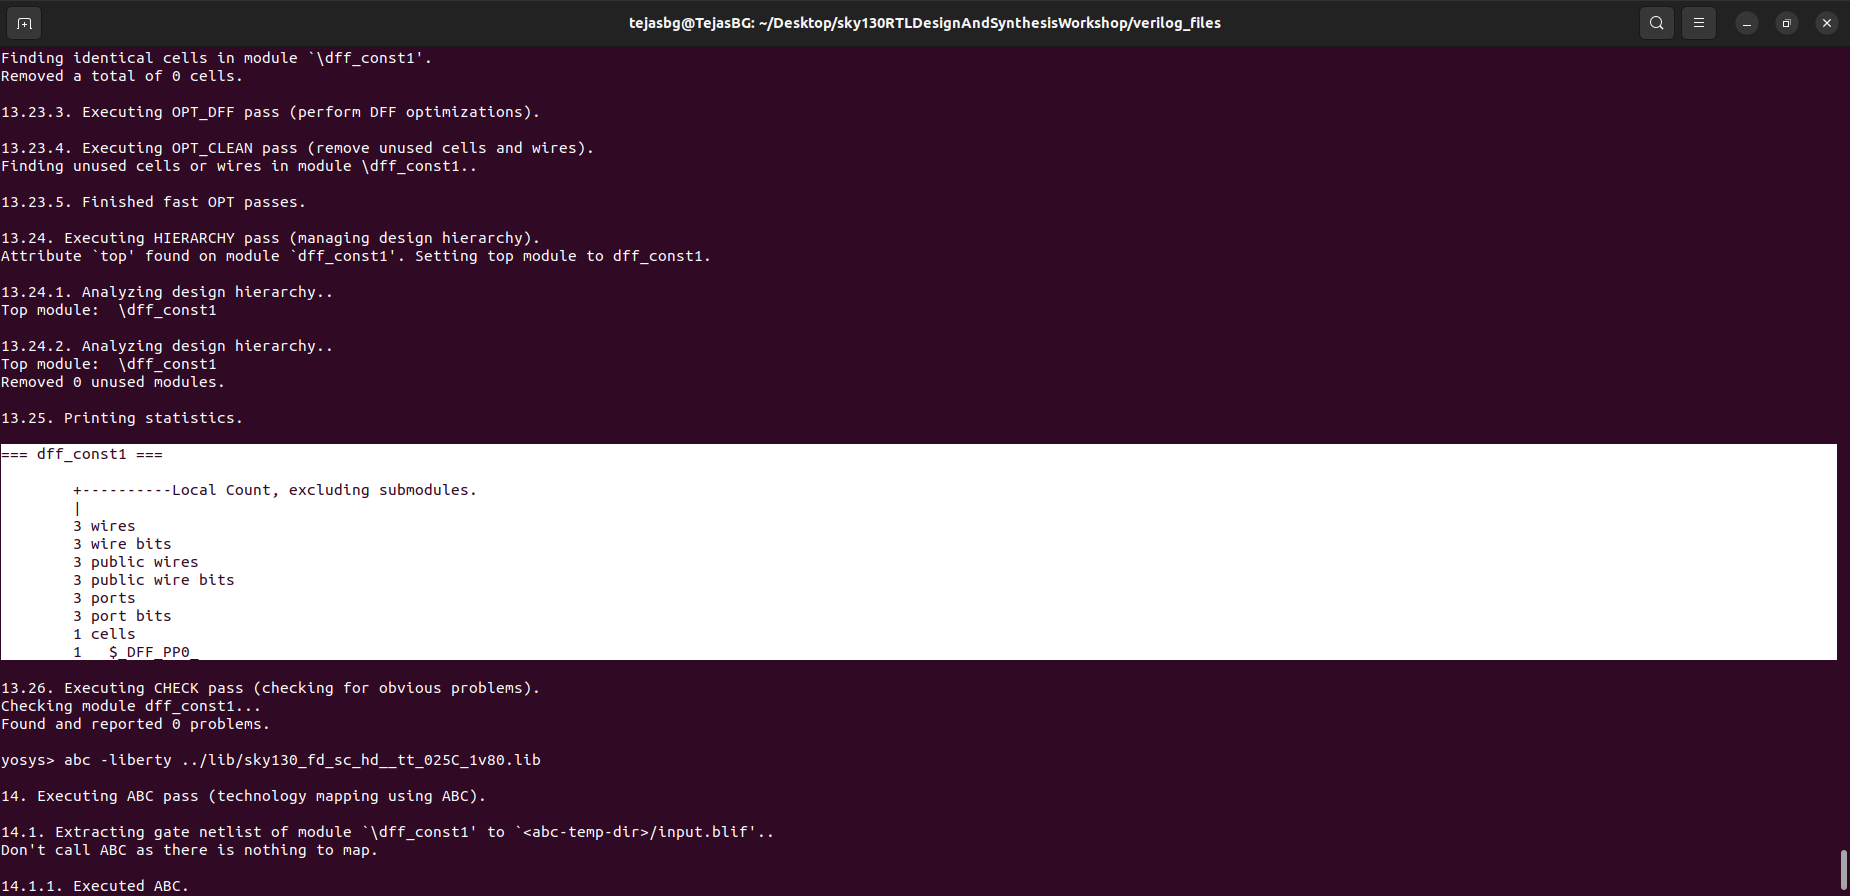 tejasbg@TejasBG: ~/Desktop/sky130RTLDesignAndSynthesisWorkshop/verilog_files
Finding identical cells in module `\dff_const1'.
Removed a total of 0 cells.
13.23.3. Executing OPT_DFF pass (perform DFF optimizations).
13.23.4. Executing OPT_CLEAN pass (remove unused cells and wires).
Finding unused cells or wires in module \dff_const1..
13.23.5. Finished fast OPT passes.
13.24. Executing HIERARCHY pass (managing design hierarchy).
Attribute `top' found on module `dff_const1'. Setting top module to dff_const1.
13.24.1. Analyzing design hierarchy..
Top module:  \dff_const1
13.24.2. Analyzing design hierarchy..
Top module:  \dff_const1
Removed 0 unused modules.
13.25. Printing statistics.
=== dff_const1 ===
        +----------Local Count, excluding submodules.
        |
        3 wires
        3 wire bits
        3 public wires
        3 public wire bits
        3 ports
        3 port bits
        1 cells
        1   $_DFF_PP0_
13.26. Executing CHECK pass (checking for obvious problems).
Checking module dff_const1...
Found and reported 0 problems.
yosys> abc -liberty ../lib/sky130_fd_sc_hd__tt_025C_1v80.lib
14. Executing ABC pass (technology mapping using ABC).
14.1. Extracting gate netlist of module `\dff_const1' to `<abc-temp-dir>/input.blif'..
Don't call ABC as there is nothing to map.
14.1.1. Executed ABC.